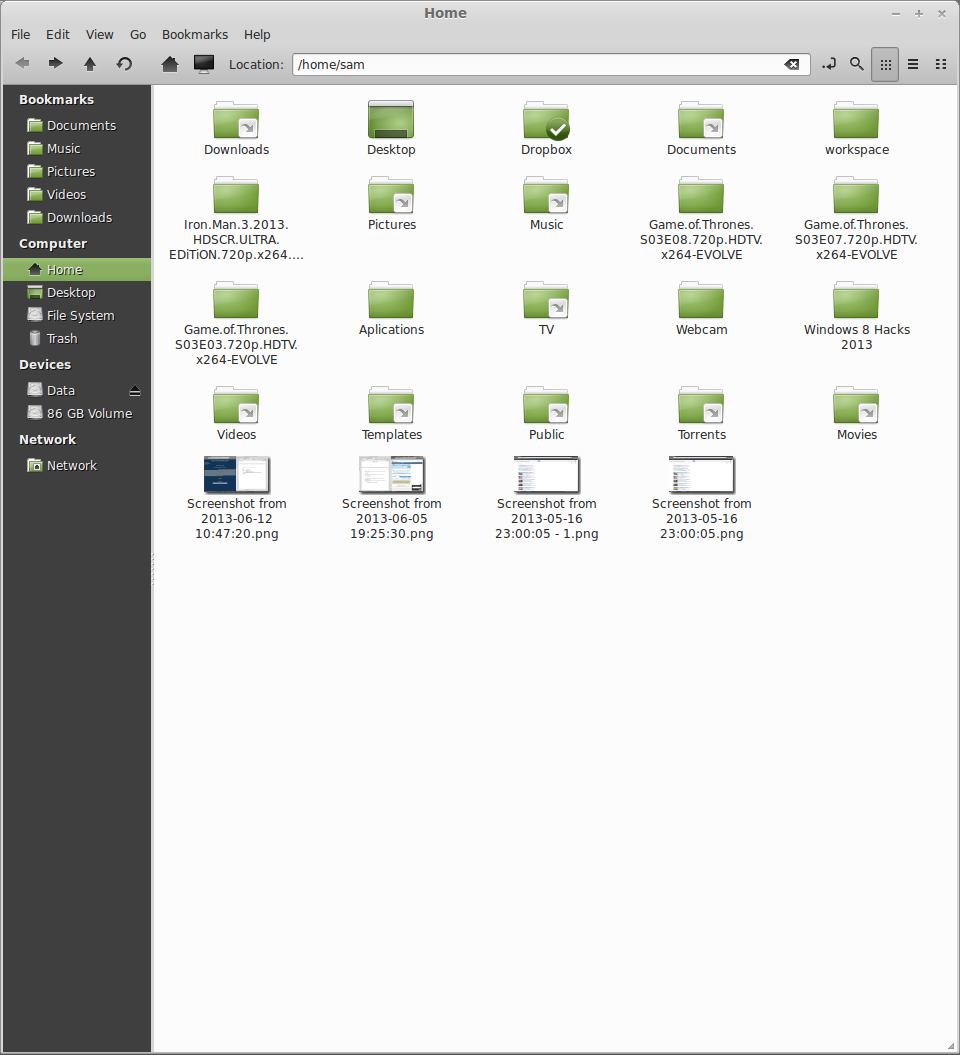 Home
File Edit View Go Bookmarks Help
Location: /home/sam
Bookmarks
Documents
Music
Pictures
Videos
Downloads
Computer
Home
Desktop
File System
Trash
Devices
Data
86 GB Volume
Network
Network
Downloads
Desktop
Dropbox
Documents
workspace
Iron.Man.3.2013.
HDSCR.ULTRA.
EDiTiON.720p.x264....
Pictures
Music
Game.of.Thrones.
S03E08.720p.HDTV.
x264-EVOLVE
Game.of.Thrones.
S03E07.720p.HDTV.
x264-EVOLVE
Game.of.Thrones.
S03E03.720p.HDTV.
x264-EVOLVE
Aplications
TV
Webcam
Windows 8 Hacks
2013
Videos
Templates
Public
Torrents
Movies
Screenshot from
2013-06-12
10:47:20.png
Screenshot from
2013-06-05
19:25:30.png
Screenshot from
2013-05-16
23:00:05 - 1.png
Screenshot from
2013-05-16
23:00:05.png